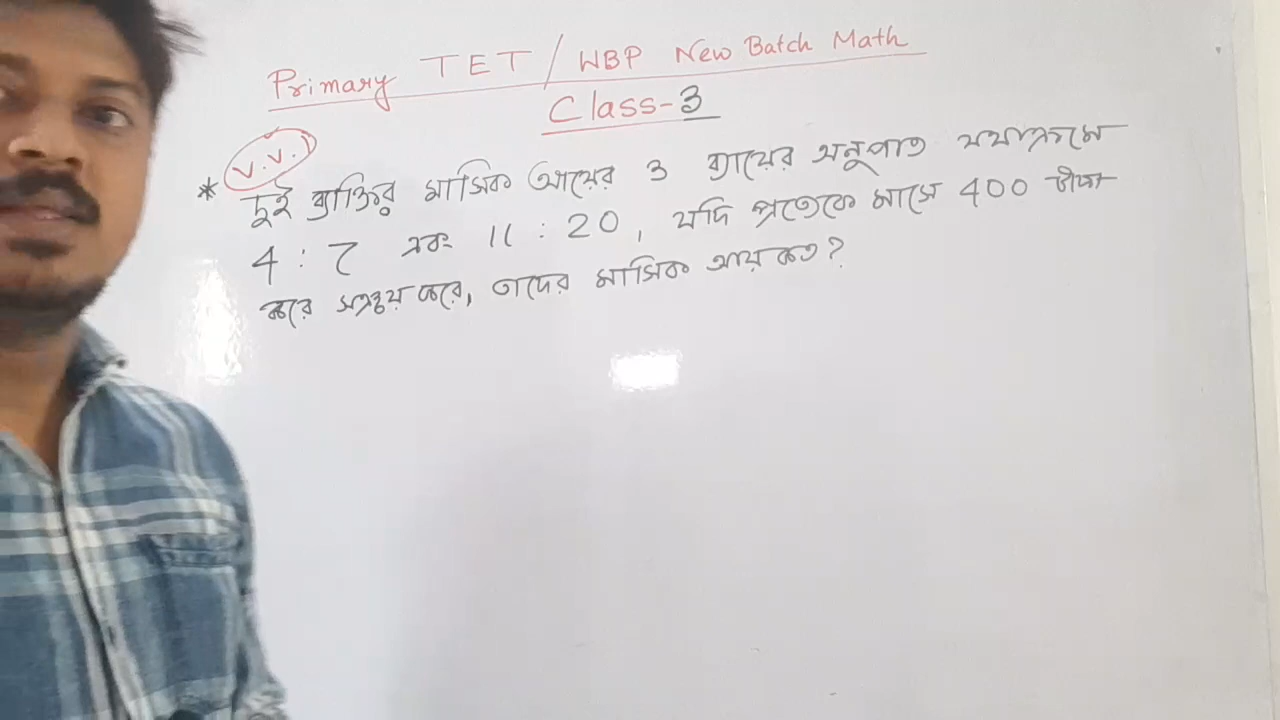 Primary TET / WBP New Batch Math
Class-3
V.V.I
* দুই ব্যক্তির মাসিক আয়ের ও ব্যয়ের অনুপাত যথাক্রমে
4 : 7 এবং 11 : 20, যদি প্রত্যেকে মাসে 400 টাকা
করে সঞ্চয় করে, তাদের মাসিক আয় কত?